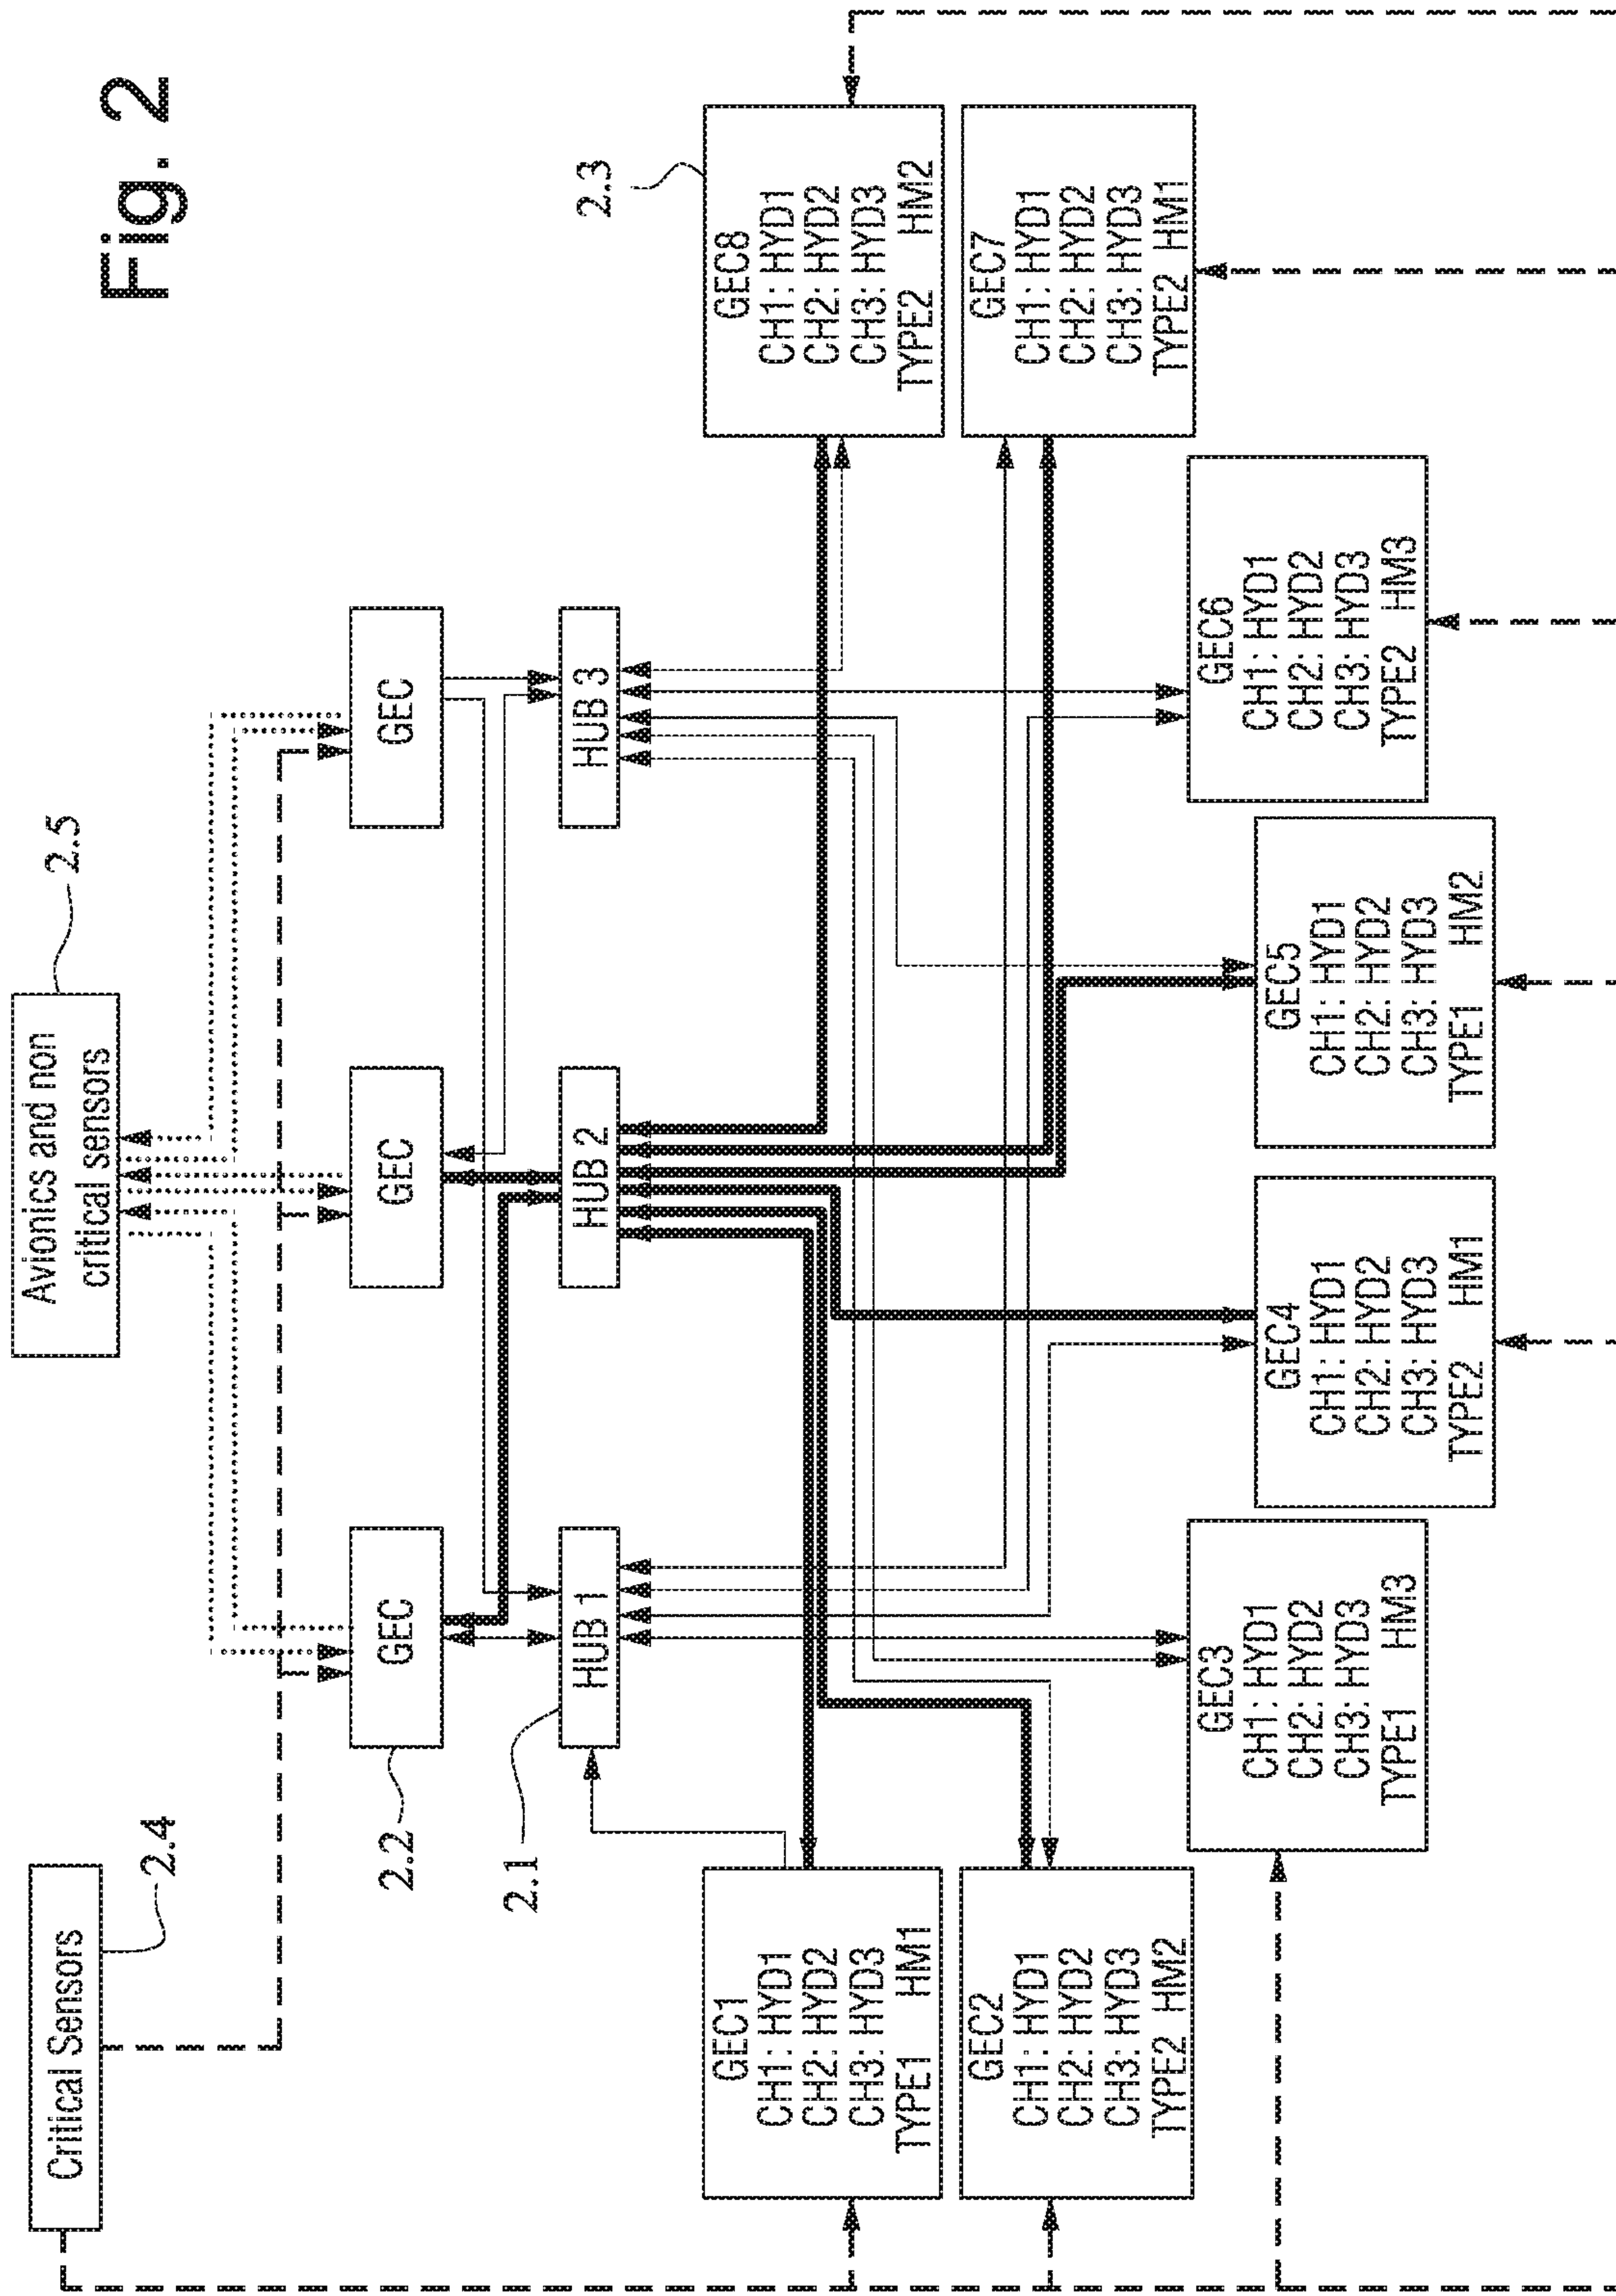 Fig. 2
Critical Sensors
2.4
Avionics and non
critical sensors
2.5
GEC
GEC
GEC
2.2
HUB 1
HUB 2
HUB 3
2.1
GEC1
CH1: HYD1
CH2: HYD2
CH3: HYD3
TYPE1 HM1
GEC2
CH1: HYD1
CH2: HYD2
CH3: HYD3
TYPE2 HM2
GEC3
CH1: HYD1
CH2: HYD2
CH3: HYD3
TYPE1 HM3
GEC4
CH1: HYD1
CH2: HYD2
CH3: HYD3
TYPE2 HM1
GEC5
CH1: HYD1
CH2: HYD2
CH3: HYD3
TYPE1 HM2
GEC6
CH1: HYD1
CH2: HYD2
CH3: HYD3
TYPE2 HM3
GEC7
CH1: HYD1
CH2: HYD2
CH3: HYD3
TYPE2 HM1
2.3
GEC8
CH1: HYD1
CH2: HYD2
CH3: HYD3
TYPE2 HM2